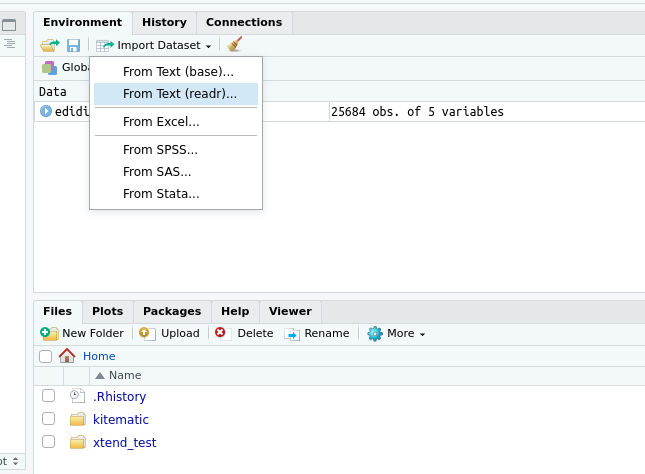 Environment History Connections
Import Dataset
Globa
From Text (base)...
From Text (readr)...
From Excel...
From SPSS...
From SAS...
From Stata...
Data
edidi 25684 obs. of 5 variables
Files Plots Packages Help Viewer
New Folder Upload Delete Rename More
Home
Name
.Rhistory
kitematic
xtend_test
ot